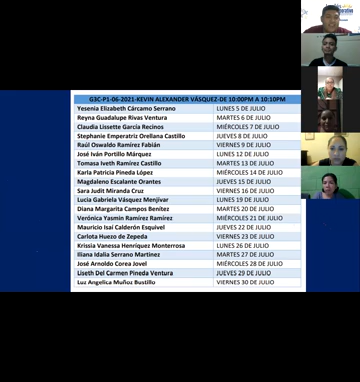 G3C-P1-06-2021-KEVIN ALEXANDER VÁSQUEZ-DE 10:00PM A 10:10PM
Yesenia Elizabeth Cárcamo Serrano LUNES 5 DE JULIO
Reyna Guadalupe Rivas Ventura MARTES 6 DE JULIO
Claudia Lissette García Recinos MIÉRCOLES 7 DE JULIO
Stephanie Emperatriz Orellana Castillo JUEVES 8 DE JULIO
Raúl Oswaldo Ramírez Fabián VIERNES 9 DE JULIO
José Iván Portillo Márquez LUNES 12 DE JULIO
Tomasa Iveth Ramírez Castillo MARTES 13 DE JULIO
Karla Patricia Pineda López MIÉRCOLES 14 DE JULIO
Magdaleno Escalante Orantes JUEVES 15 DE JULIO
Sara Judit Miranda Cruz VIERNES 16 DE JULIO
Lucia Gabriela Vásquez Menjívar LUNES 19 DE JULIO
Diana Margarita Campos Benítez MARTES 20 DE JULIO
Verónica Yasmín Ramírez Ramírez MIÉRCOLES 21 DE JULIO
Mauricio Isaí Calderón Esquivel JUEVES 22 DE JULIO
Carlota Huezo de Zepeda VIERNES 23 DE JULIO
Krissia Vanessa Henríquez Monterrosa LUNES 26 DE JULIO
Iliana Idalia Serrano Martínez MARTES 27 DE JULIO
José Arnoldo Corea Jovel MIÉRCOLES 28 DE JULIO
Liseth Del Carmen Pineda Ventura JUEVES 29 DE JULIO
Luz Angelica Muñoz Bustillo VIERNES 30 DE JULIO